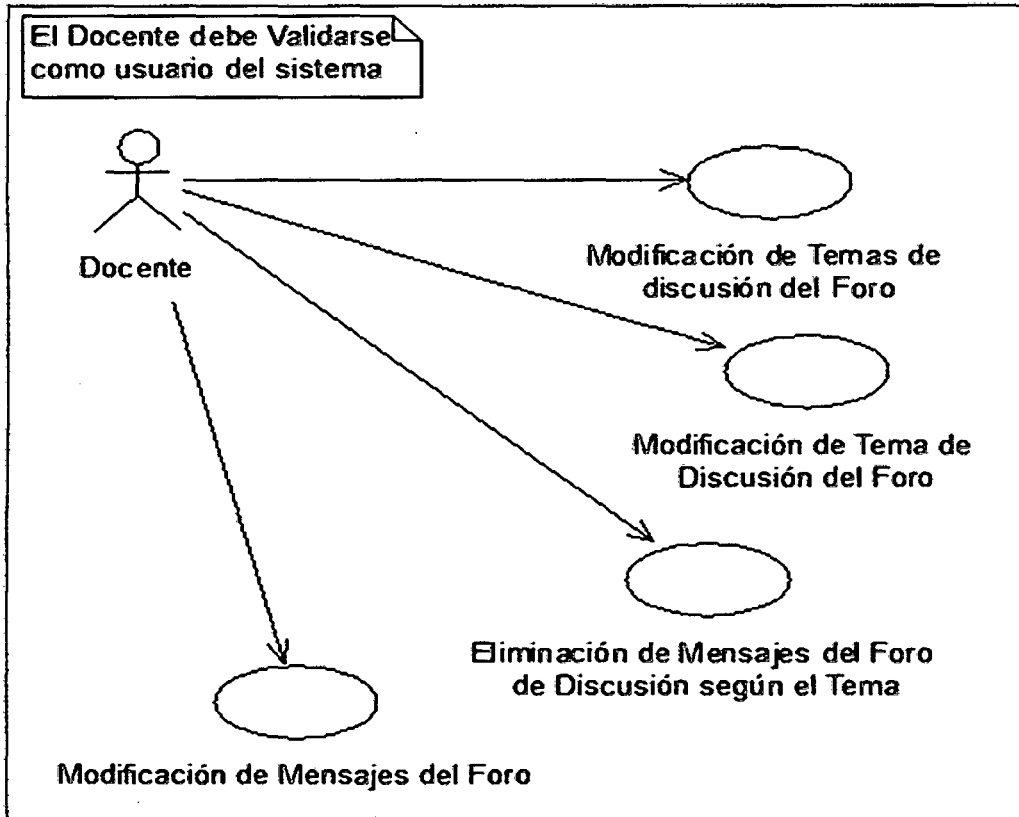 El Docente debe Validarse
como usuario del sistema
Docente
Modificación de Temas de
discusión del Foro
Modificación de Tema de
Discusión del Foro
Eliminación de Mensajes del Foro
de Discusión según el Tema
Modificación de Mensajes del Foro